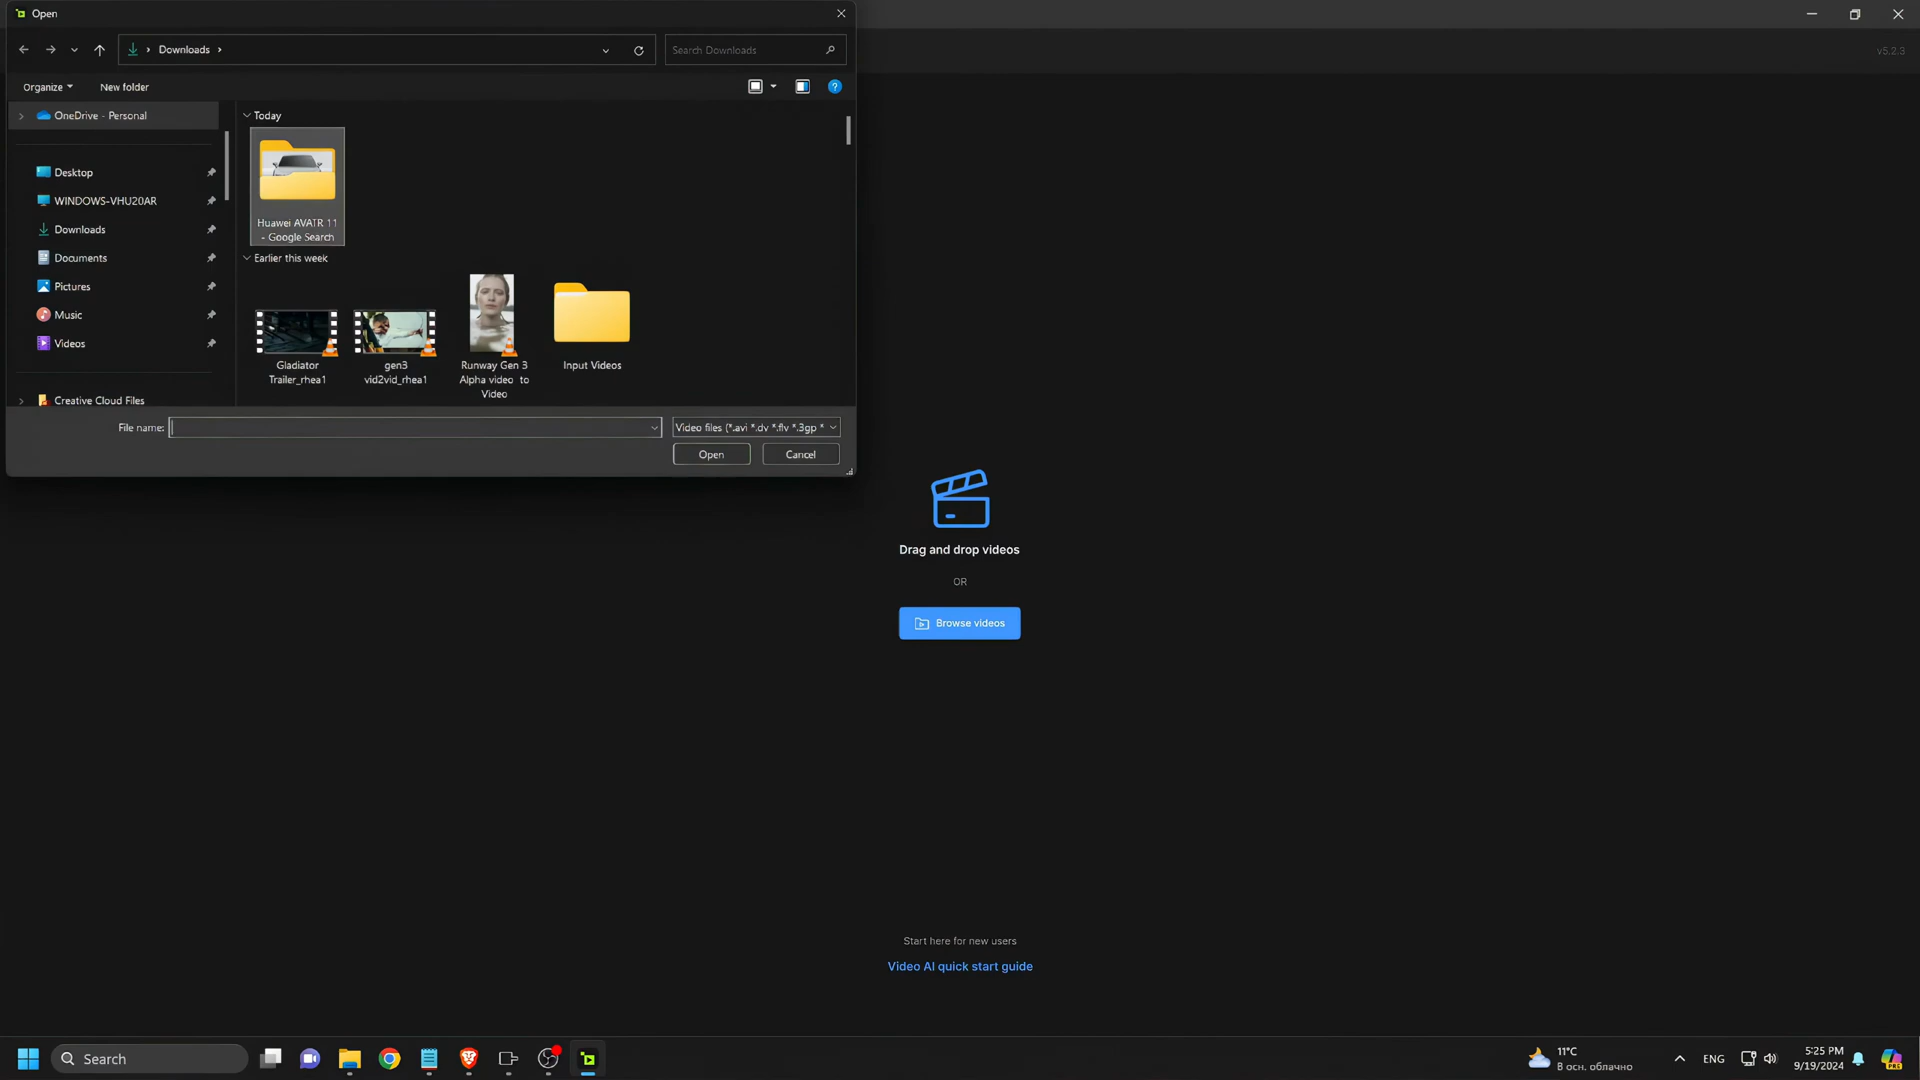 Open
v5.2.3
Downloads
Search Downloads
Organize
New folder
OneDrive - Personal
Desktop
WINDOWS-VHU20AR
Downloads
Documents
Pictures
Music
Videos
Creative Cloud Files
Today
Huawei AVATR 11
- Google Search
Earlier this week
Gladiator
Trailer_rhea1
gen3
vid2vid_rhea1
Runway Gen 3
Alpha video to
Video
Input Videos
File name:
Video files (*.avi *.dv *.flv *.3gp *
Open
Cancel
Drag and drop videos
OR
Browse videos
Start here for new users
Video AI quick start guide
Search
11°C
В осн. облачно
ENG
5:25 PM
9/19/2024
PRE